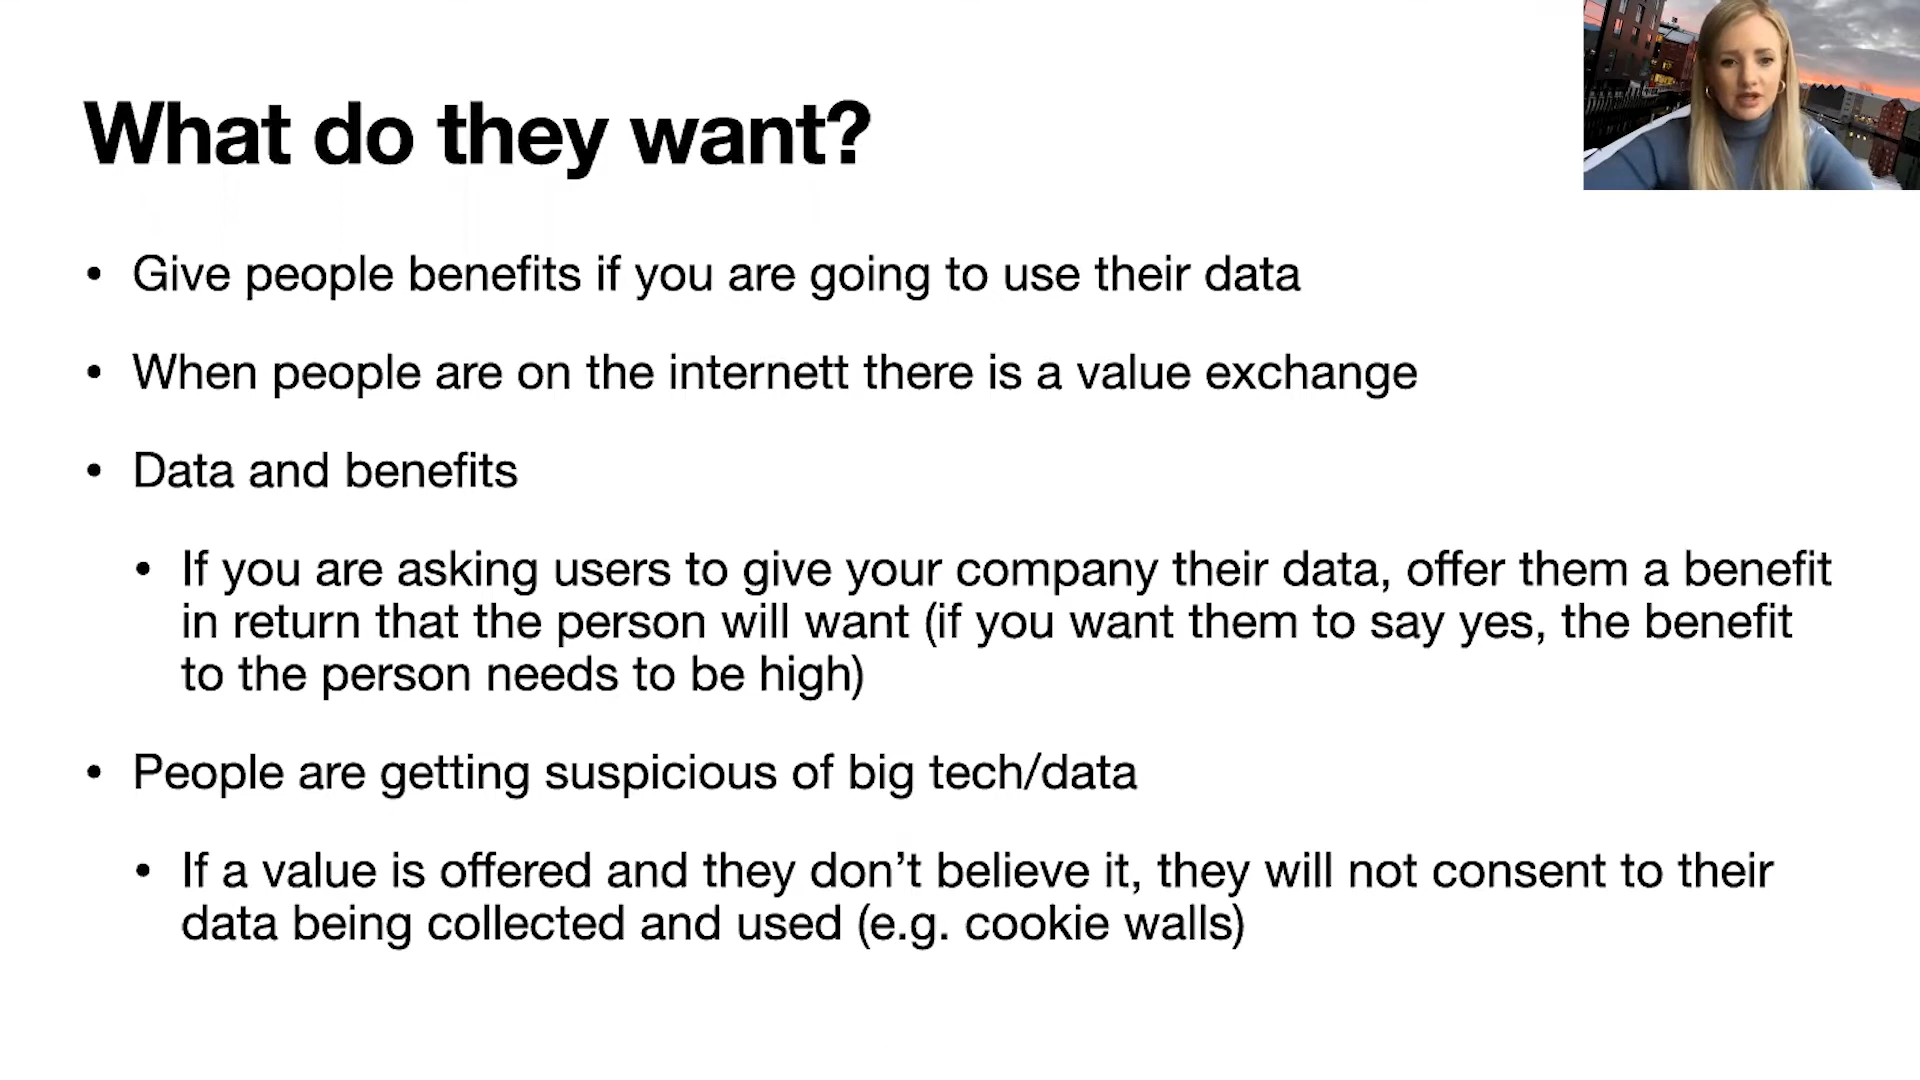 What do they want?
• Give people benefits if you are going to use their data
• When people are on the internett there is a value exchange
• Data and benefits
• If you are asking users to give your company their data, offer them a benefit
in return that the person will want (if you want them to say yes, the benefit
to the person needs to be high)
• People are getting suspicious of big tech/data
• If a value is offered and they don’t believe it, they will not consent to their
data being collected and used (e.g. cookie walls)